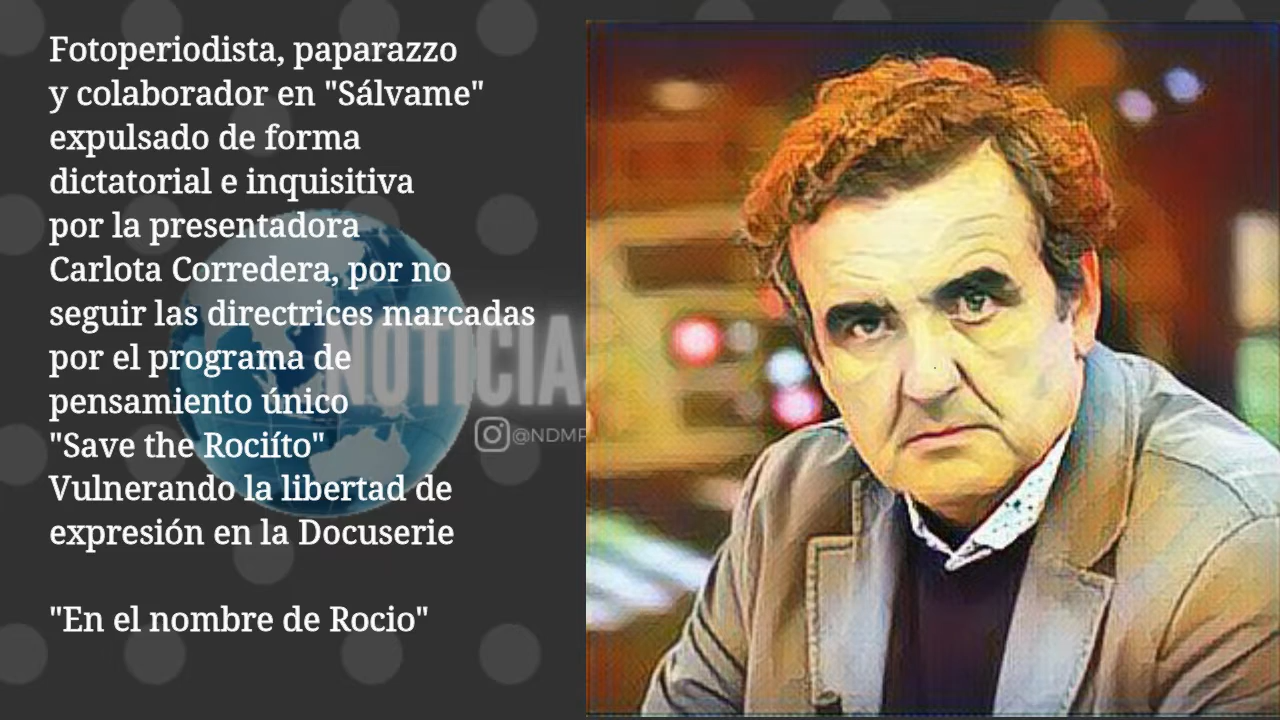 Fotoperiodista, paparazzo
y colaborador en "Sálvame"
expulsado de forma
dictatorial e inquisitiva
por la presentadora
Carlota Corredera, por no
seguir las directrices marcadas
por el programa de
pensamiento único
"Save the Rociíto"
Vulnerando la libertad de
expresión en la Docuserie
"En el nombre de Rocio"
NOTICIA
@NDMP